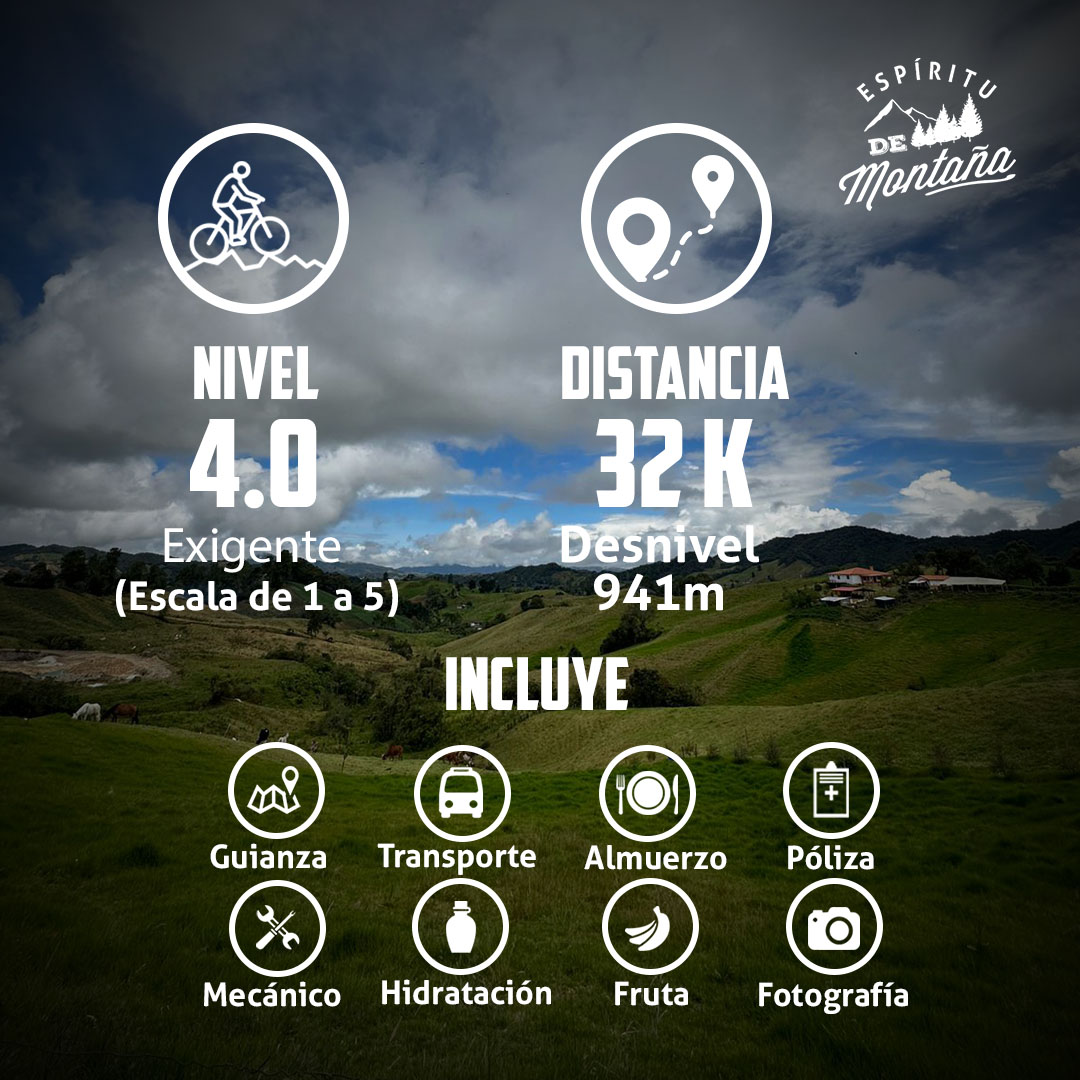 ESPÍRITU
DE
Montaña
NIVEL
4.0
Exigente
(Escala de 1 a 5)
DISTANCIA
32 K
Desnivel
941m
INCLUYE
Guianza
Transporte
Almuerzo
Póliza
Mecánico
Hidratación
Fruta
Fotografía